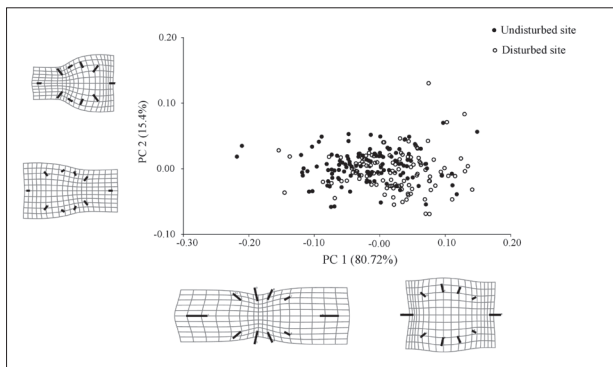 Undisturbed site
Disturbed site
0.20
0.10
0.00
-0.10
PC 2 (15.4%)
-0.30
-0.20
-0.10
-0.00
0.10
0.20
PC 1 (80.72%)